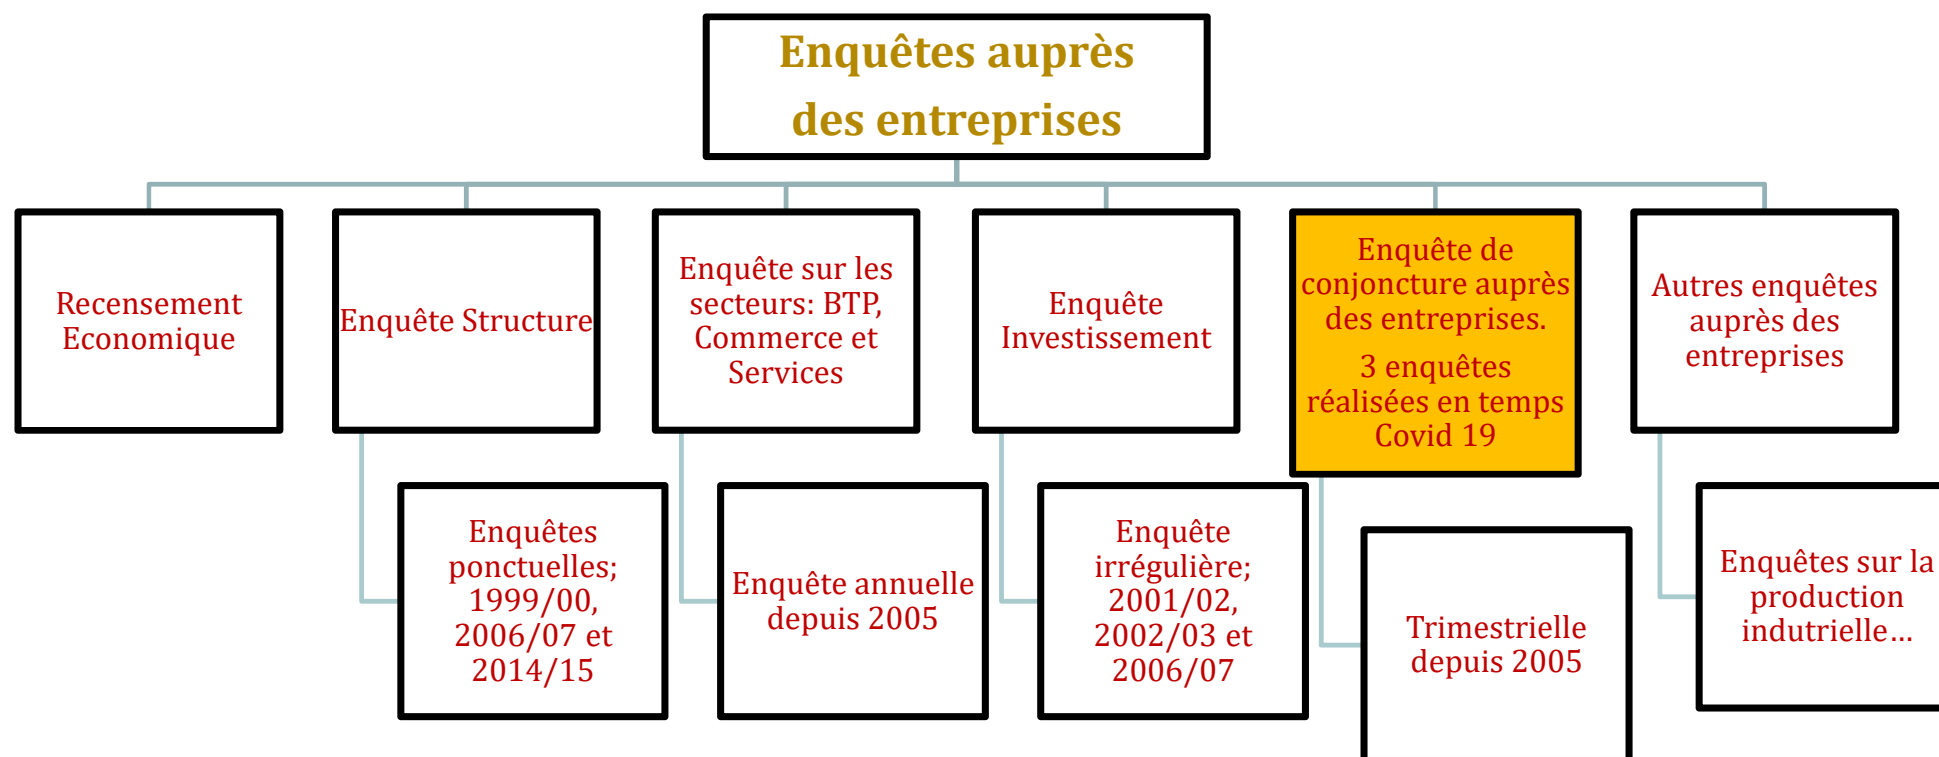 Enquêtes auprès
des entreprises
Recensement
Economique
Enquête Structure
Enquête sur les
secteurs: BTP,
Commerce et
Services
Enquête
Investissement
Enquête de
conjoncture auprès
des entreprises.
3 enquêtes
réalisées en temps
Covid 19
Autres enquêtes
auprès des
entreprises
Enquêtes
ponctuelles;
1999/00,
2006/07 et
2014/15
Enquête annuelle
depuis 2005
Enquête
irrégulière;
2001/02,
2002/03 et
2006/07
Trimestrielle
depuis 2005
Enquêtes sur la
production
indutrielle…